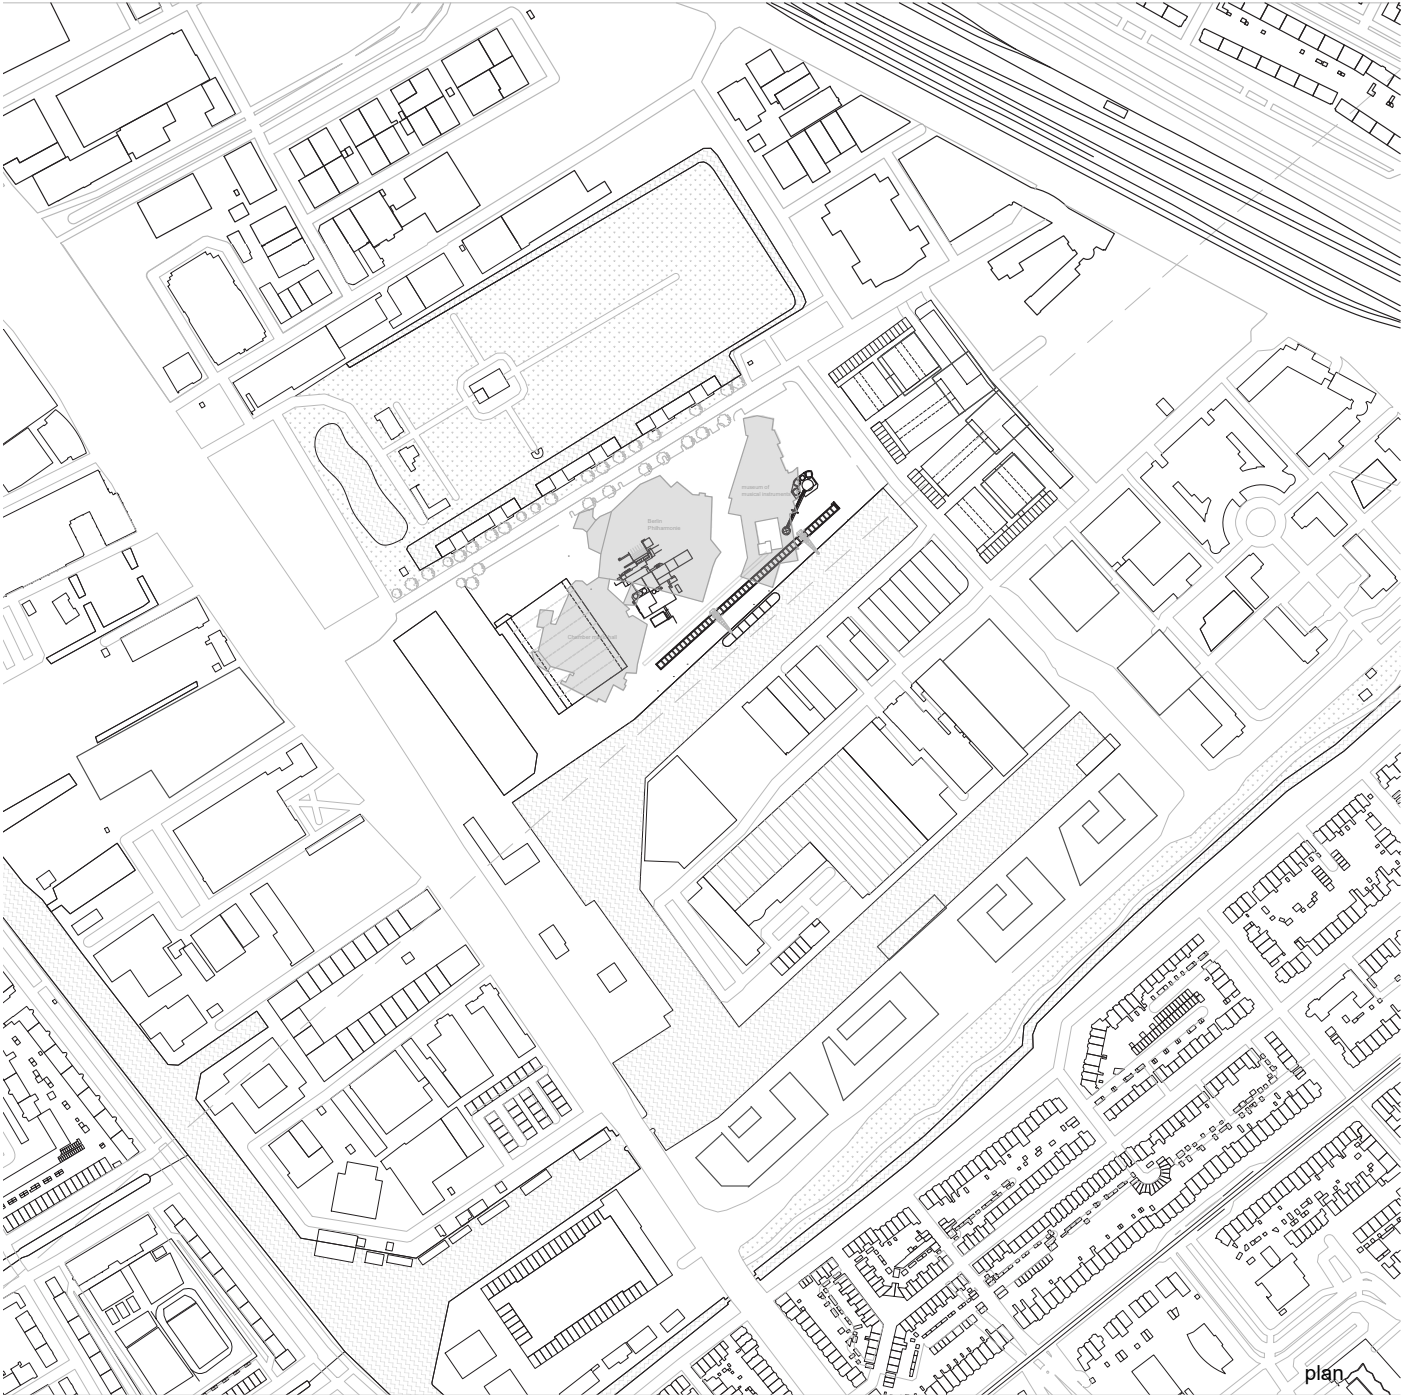 museum of
musical instruments
Berlin
Philharmonie
Chamber music hall
plan